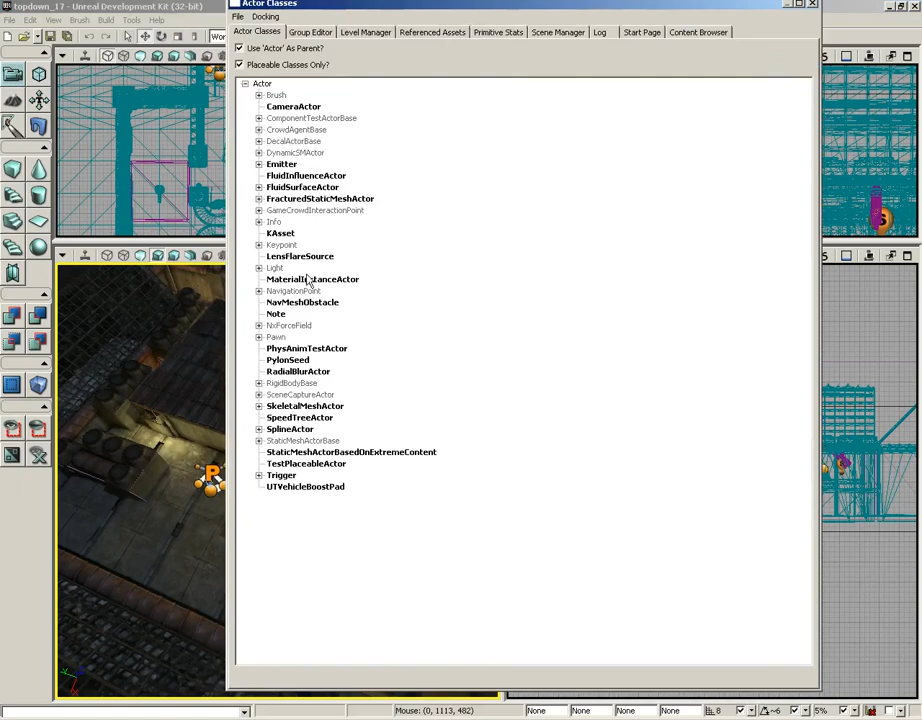 topdown_17 - Unreal Development Kit (32-bit)
File Edit View Brush Build Tools Help
Actor Classes
File Docking
Actor Classes Group Editor Level Manager Referenced Assets Primitive Stats Scene Manager Log Start Page Content Browser
Use 'Actor' As Parent?
Placeable Classes Only?
Actor
Brush
CameraActor
ComponentTestActorBase
CrowdAgentBase
DecalActorBase
DynamicSMActor
Emitter
FluidInfluenceActor
FluidSurfaceActor
FracturedStaticMeshActor
GameCrowdInteractionPoint
Info
KAsset
Keypoint
LensFlareSource
Light
MaterialInstanceActor
NavigationPoint
NavMeshObstacle
Note
NxForceField
Pawn
PhysAnimTestActor
PylonSeed
RadialBlurActor
RigidBodyBase
SceneCaptureActor
SkeletalMeshActor
SpeedTreeActor
SplineActor
StaticMeshActorBase
StaticMeshActorBasedOnExtremeContent
TestPlaceableActor
Trigger
UTVehicleBoostPad
Mouse: (0, 1113, 482) None None None None 8 ~6 5%